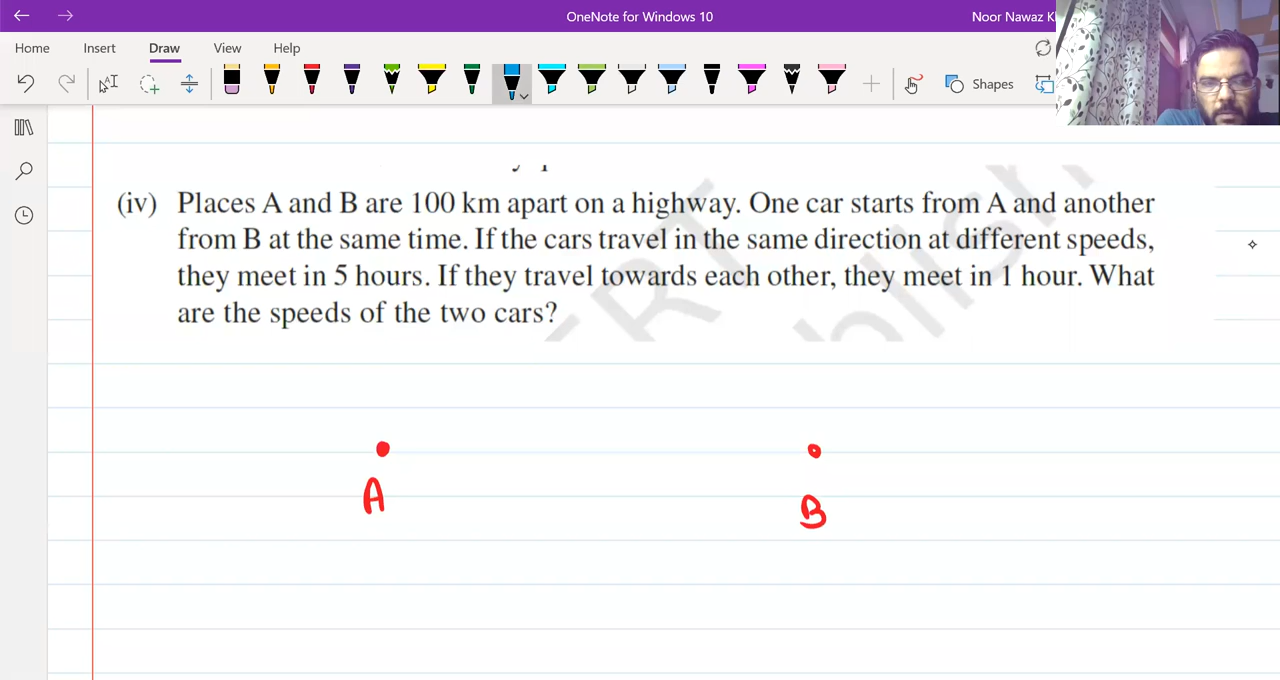 OneNote for Windows 10
Noor Nawaz K
Home Insert Draw View Help
Shapes
(iv) Places A and B are 100 km apart on a highway. One car starts from A and another
from B at the same time. If the cars travel in the same direction at different speeds,
they meet in 5 hours. If they travel towards each other, they meet in 1 hour. What
are the speeds of the two cars?
A
B